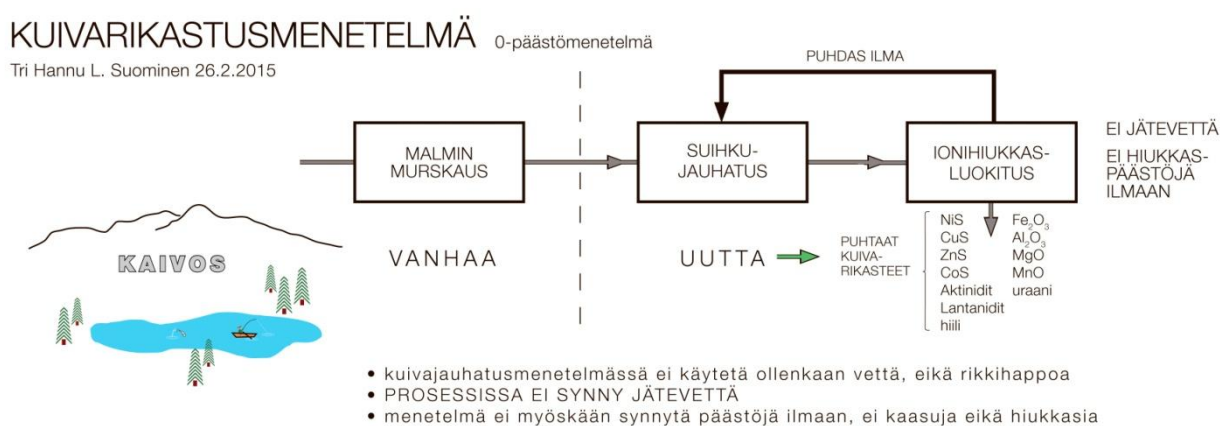 KUIVARIKASTUSMENETELMÄ 0-päästömenetelmä
Tri Hannu L. Suominen 26.2.2015
PUHDAS ILMA
MALMIN
MURSKAUS
SUIHKU-
JAUHATUS
IONIHIUKKAS-
LUOKITUS
EI JÄTEVETTÄ
EI HIUKKAS-
PÄÄSTÖJÄ
ILMAAN
KAIVOS
VANHAA
UUTTA
PUHTAAT
KUIVA-
RIKASTEET
NiS Fe₂O₃
CuS Al₂O₃
ZnS MgO
CoS MnO
Aktinidit uraani
Lantanidit
hiili
• kuivajauhatusmenetelmässä ei käytetä ollenkaan vettä, eikä rikkihappoa
• PROSESSISSA EI SYNNY JÄTEVETTÄ
• menetelmä ei myöskään synnytä päästöjä ilmaan, ei kaasuja eikä hiukkasia